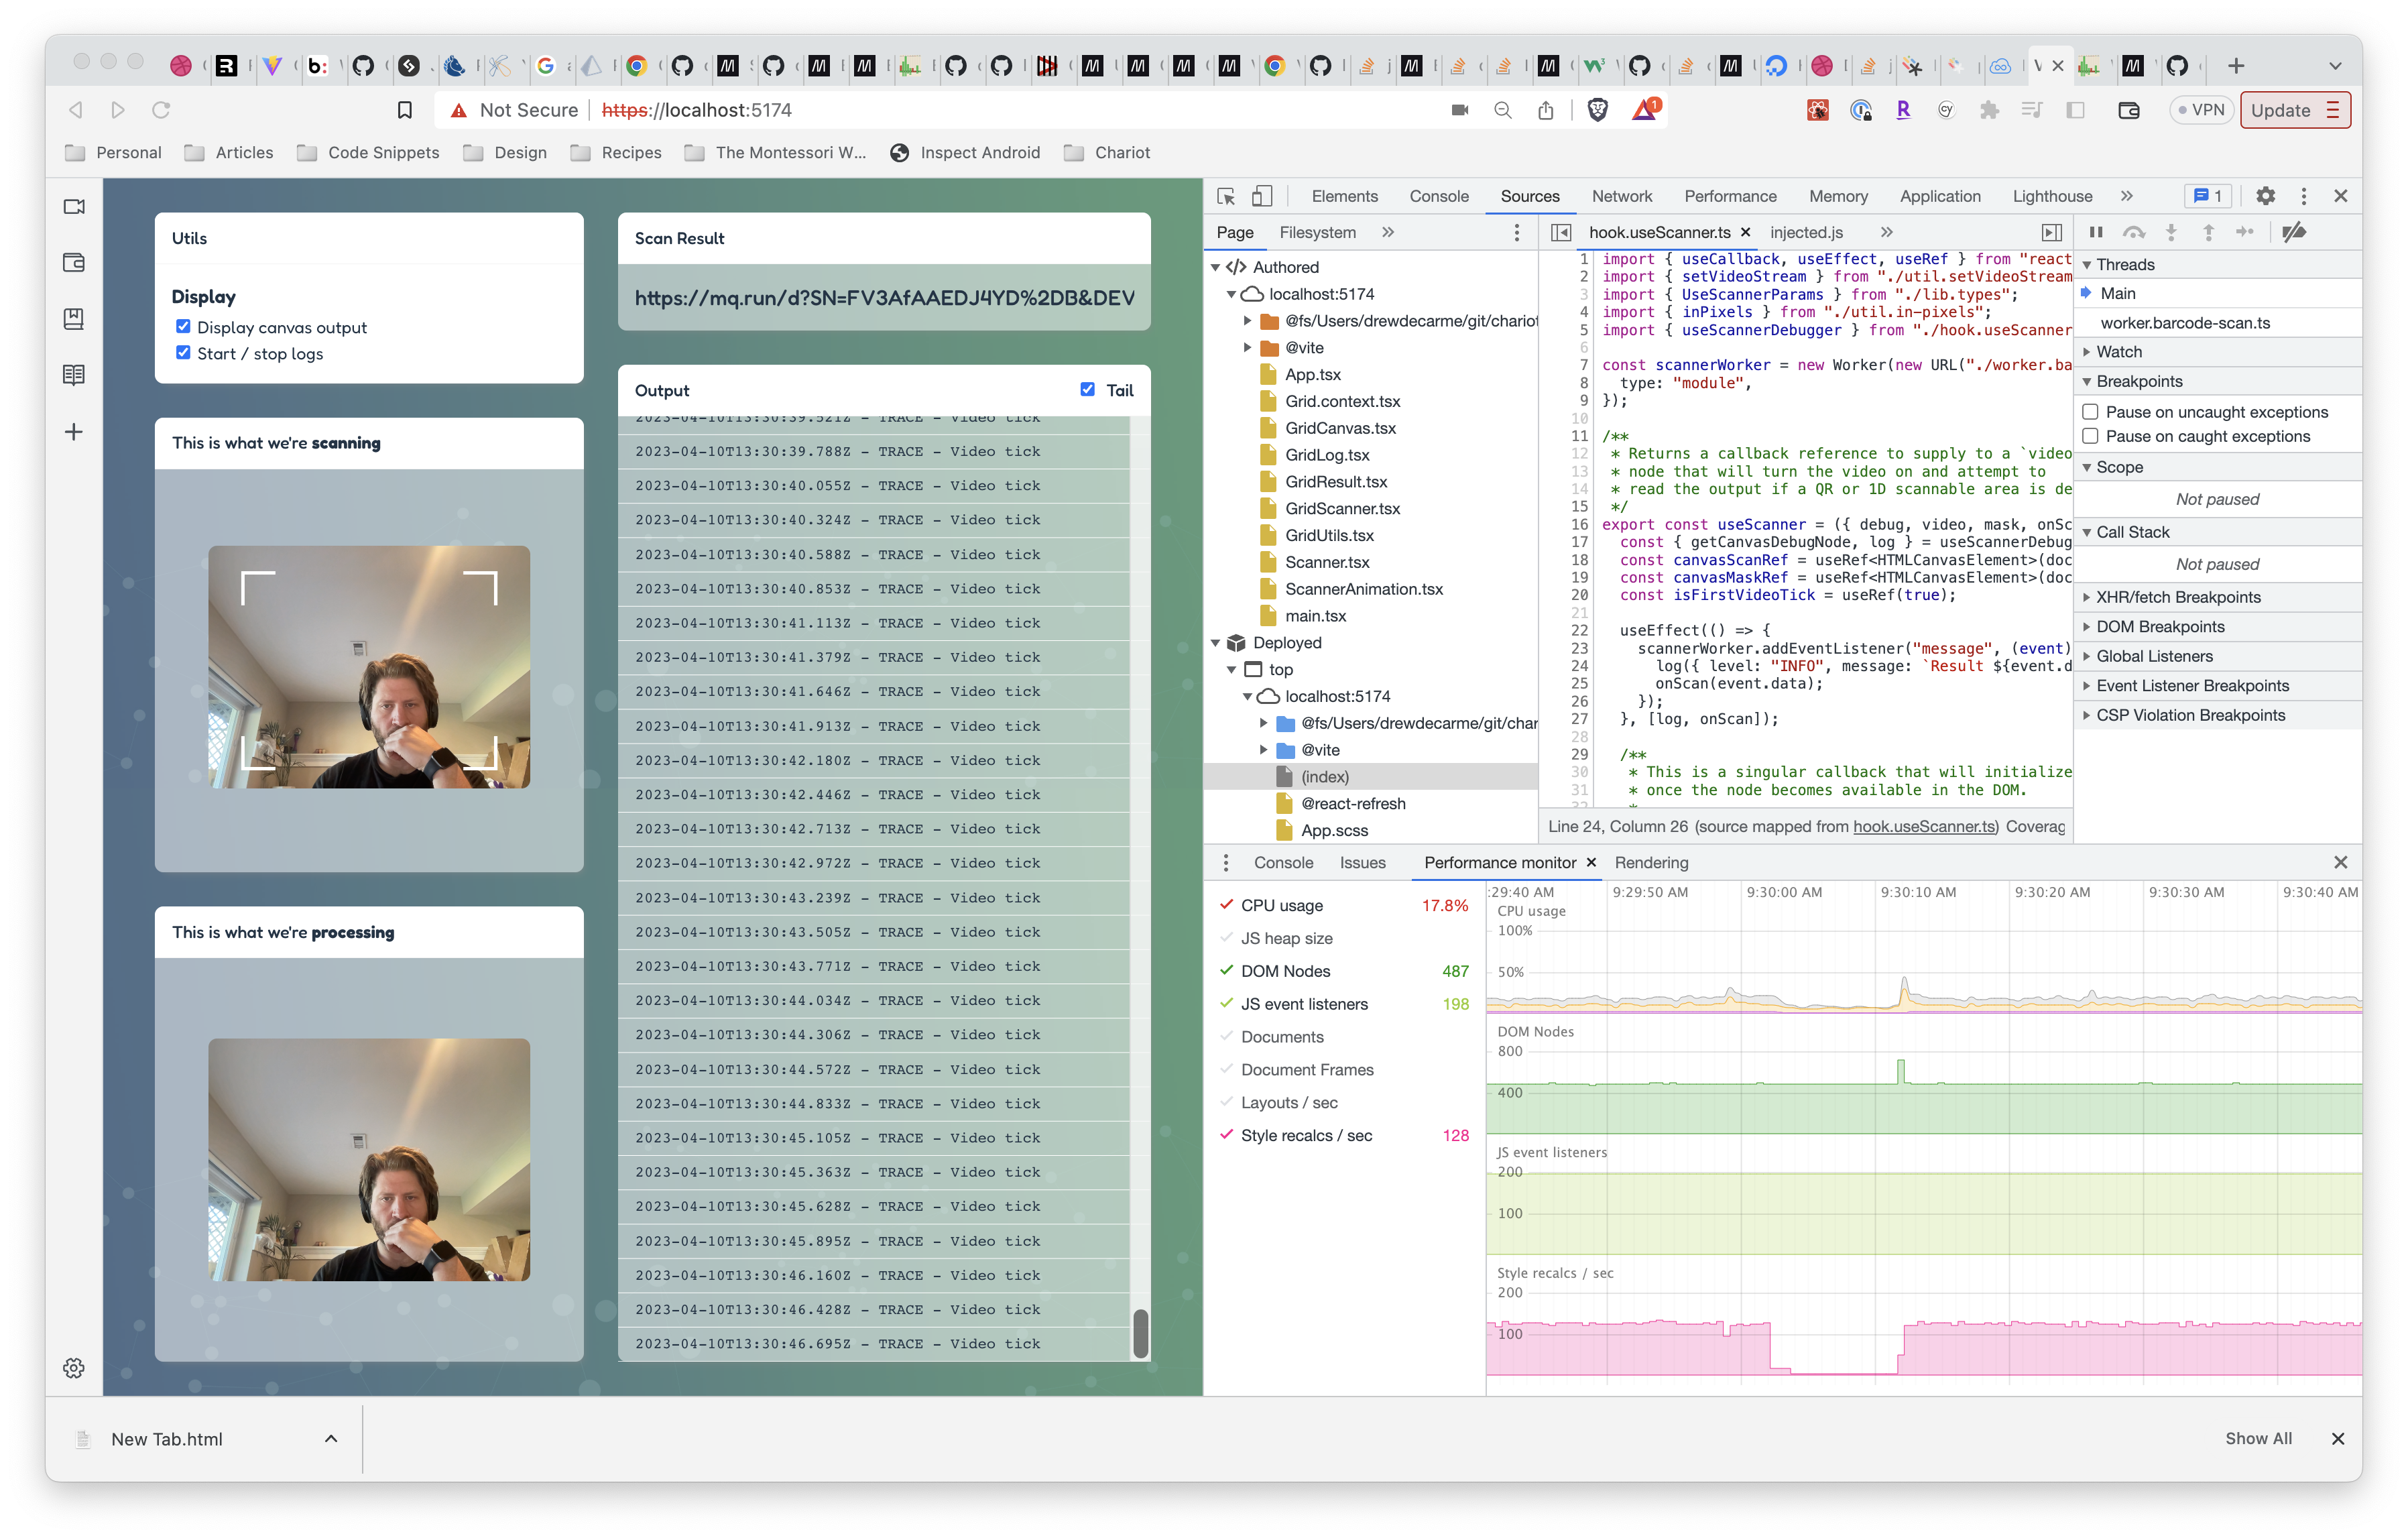 Not Secure
https://localhost:5174
1
VPN
Update
Personal
Articles
Code Snippets
Design
Recipes
The Montessori W...
Inspect Android
Chariot
Utils
Display
Display canvas output
Start / stop logs
This is what we're scanning
This is what we're processing
Scan Result
https://mq.run/d?SN=FV3AfAAEDJ4YD%2DB&DEV
Output
Tail
2023-04-10T13:30:39.521Z - TRACE - Video tick
2023-04-10T13:30:39.788Z - TRACE - Video tick
2023-04-10T13:30:40.055Z - TRACE - Video tick
2023-04-10T13:30:40.324Z - TRACE - Video tick
2023-04-10T13:30:40.588Z - TRACE - Video tick
2023-04-10T13:30:40.853Z - TRACE - Video tick
2023-04-10T13:30:41.113Z - TRACE - Video tick
2023-04-10T13:30:41.379Z - TRACE - Video tick
2023-04-10T13:30:41.646Z - TRACE - Video tick
2023-04-10T13:30:41.913Z - TRACE - Video tick
2023-04-10T13:30:42.180Z - TRACE - Video tick
2023-04-10T13:30:42.446Z - TRACE - Video tick
2023-04-10T13:30:42.713Z - TRACE - Video tick
2023-04-10T13:30:42.972Z - TRACE - Video tick
2023-04-10T13:30:43.239Z - TRACE - Video tick
2023-04-10T13:30:43.505Z - TRACE - Video tick
2023-04-10T13:30:43.771Z - TRACE - Video tick
2023-04-10T13:30:44.034Z - TRACE - Video tick
2023-04-10T13:30:44.306Z - TRACE - Video tick
2023-04-10T13:30:44.572Z - TRACE - Video tick
2023-04-10T13:30:44.833Z - TRACE - Video tick
2023-04-10T13:30:45.105Z - TRACE - Video tick
2023-04-10T13:30:45.363Z - TRACE - Video tick
2023-04-10T13:30:45.628Z - TRACE - Video tick
2023-04-10T13:30:45.895Z - TRACE - Video tick
2023-04-10T13:30:46.160Z - TRACE - Video tick
2023-04-10T13:30:46.428Z - TRACE - Video tick
2023-04-10T13:30:46.695Z - TRACE - Video tick
Elements
Console
Sources
Network
Performance
Memory
Application
Lighthouse
1
Page
Filesystem
Authored
localhost:5174
@fs/Users/drewdecarme/git/chariot
@vite
App.tsx
Grid.context.tsx
GridCanvas.tsx
GridLog.tsx
GridResult.tsx
GridScanner.tsx
GridUtils.tsx
Scanner.tsx
ScannerAnimation.tsx
main.tsx
Deployed
top
localhost:5174
@fs/Users/drewdecarme/git/char
@vite
(index)
@react-refresh
App.scss
hook.useScanner.ts
injected.js
1 import { useCallback, useEffect, useRef } from "react
2 import { setVideoStream } from "./util.setVideoStream
3 import { UseScannerParams } from "./lib.types";
4 import { inPixels } from "./util.in-pixels";
5 import { useScannerDebugger } from "./hook.useScanner
6
7 const scannerWorker = new Worker(new URL("./worker.ba
8 type: "module",
9 });
10
11 /**
12 * Returns a callback reference to supply to a `video
13 * node that will turn the video on and attempt to
14 * read the output if a QR or 1D scannable area is de
15 */
16 export const useScanner = ({ debug, video, mask, onSc
17 const { getCanvasDebugNode, log } = useScannerDebug
18 const canvasScanRef = useRef<HTMLCanvasElement>(doc
19 const canvasMaskRef = useRef<HTMLCanvasElement>(doc
20 const isFirstVideoTick = useRef(true);
21
22 useEffect(() => {
23 scannerWorker.addEventListener("message", (event)
24 log({ level: "INFO", message: `Result ${event.d
25 onScan(event.data);
26 });
27 }, [log, onScan]);
28
29 /**
30 * This is a singular callback that will initialize
31 * once the node becomes available in the DOM.
32 *
Line 24, Column 26 (source mapped from hook.useScanner.ts) Coverag
Threads
Main
worker.barcode-scan.ts
Watch
Breakpoints
Pause on uncaught exceptions
Pause on caught exceptions
Scope
Not paused
Call Stack
Not paused
XHR/fetch Breakpoints
DOM Breakpoints
Global Listeners
Event Listener Breakpoints
CSP Violation Breakpoints
Console
Issues
Performance monitor
Rendering
CPU usage 17.8%
JS heap size
DOM Nodes 487
JS event listeners 198
Documents
Document Frames
Layouts / sec
Style recalcs / sec 128
:29:40 AM
9:29:50 AM
9:30:00 AM
9:30:10 AM
9:30:20 AM
9:30:30 AM
9:30:40 AM
CPU usage
100%
50%
DOM Nodes
800
400
JS event listeners
200
100
Style recalcs / sec
200
100
New Tab.html
Show All